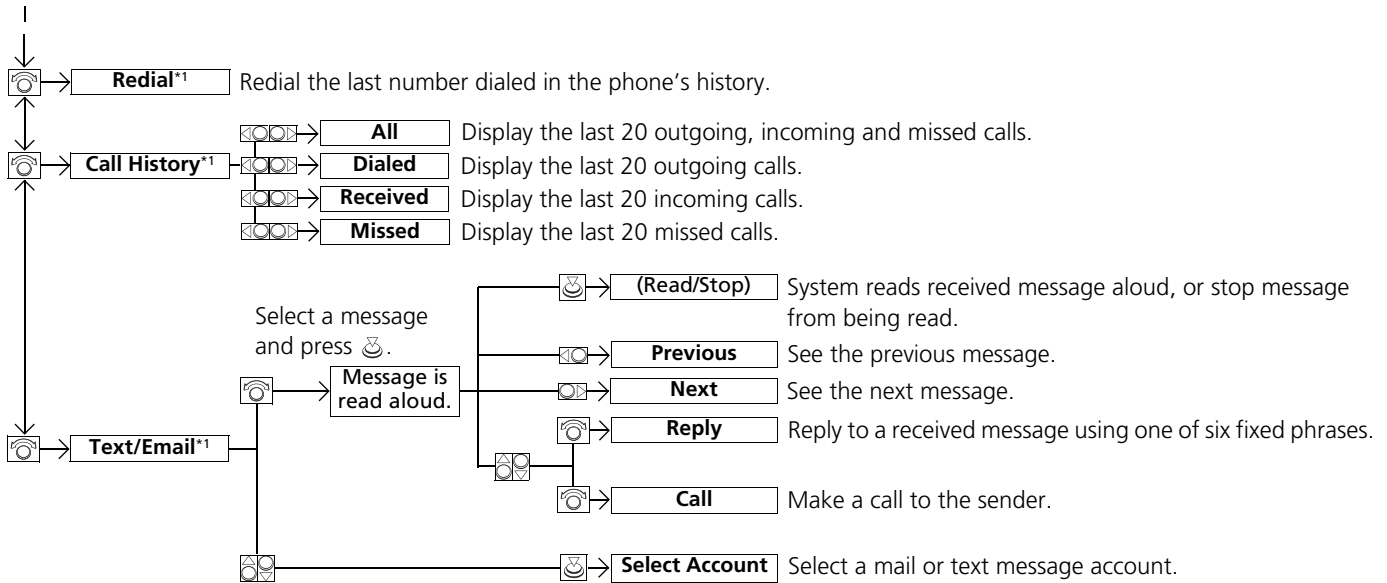 Redial*1 Redial the last number dialed in the phone's history.
All Display the last 20 outgoing, incoming and missed calls.
Call History*1 Dialed Display the last 20 outgoing calls.
Received Display the last 20 incoming calls.
Missed Display the last 20 missed calls.
(Read/Stop) System reads received message aloud, or stop message
from being read.
Select a message
and press .
Previous See the previous message.
Message is
read aloud.
Next See the next message.
Reply Reply to a received message using one of six fixed phrases.
Text/Email*1
Call Make a call to the sender.
Select Account Select a mail or text message account.